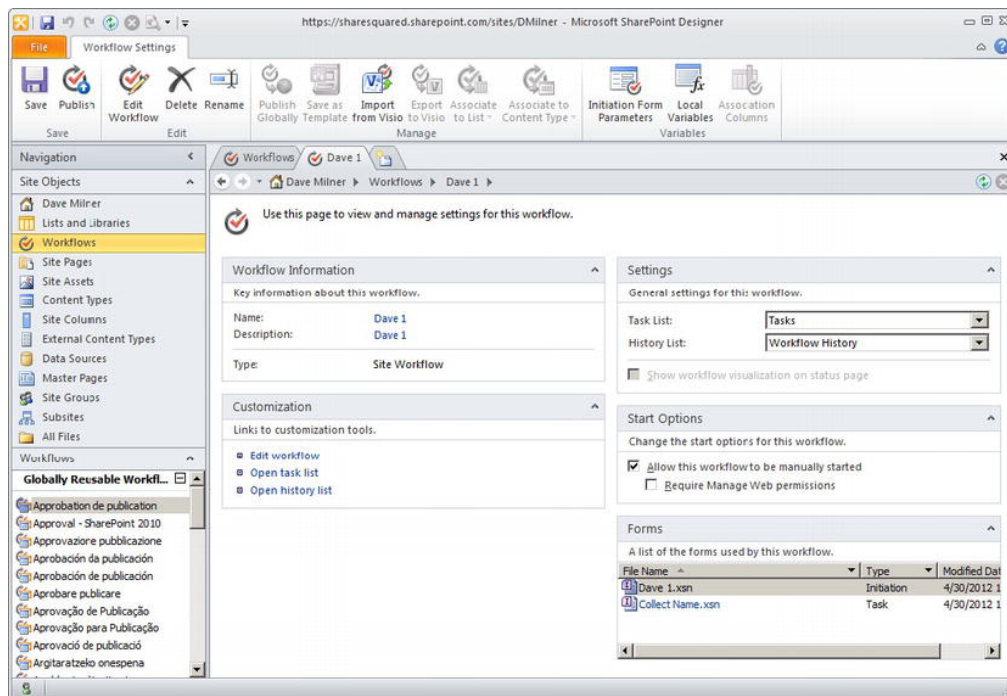 https://sharesquared.sharepoint.com/sites/DMilner - Microsoft SharePoint Designer
File
Workflow Settings
Save
Publish
Edit Workflow
Delete
Rename
Publish Globally
Save as Template
Import from Visio
Export to Visio
Associate to List
Associate to Content Type
Initiation Form Parameters
Local Variables
Association Columns
Save
Edit
Manage
Variables
Navigation
Site Objects
Dave Milner
Lists and Libraries
Workflows
Site Pages
Site Assets
Content Types
Site Columns
External Content Types
Data Sources
Master Pages
Site Groups
Subsites
All Files
Workflows
Globally Reusable Workfl...
Approbation de publication
Approval - SharePoint 2010
Approvazione pubblicazione
Aprobación da publicación
Aprobación de publicación
Aprobare publicare
Aprovação de Publicação
Aprovação para Publicação
Aprovació de publicació
Argitaratzeko onespena
Workflows
Dave 1
Dave Milner
Workflows
Dave 1
Use this page to view and manage settings for this workflow.
Workflow Information
Key information about this workflow.
Name: Dave 1
Description: Dave 1
Type: Site Workflow
Customization
Links to customization tools.
Edit workflow
Open task list
Open history list
Settings
General settings for this workflow.
Task List: Tasks
History List: Workflow History
Show workflow visualization on status page
Start Options
Change the start options for this workflow.
Allow this workflow to be manually started
Require Manage Web permissions
Forms
A list of the forms used by this workflow.
File Name Type Modified Dat
Dave 1.xsn Initiation 4/30/2012 1
Collect Name.xsn Task 4/30/2012 1